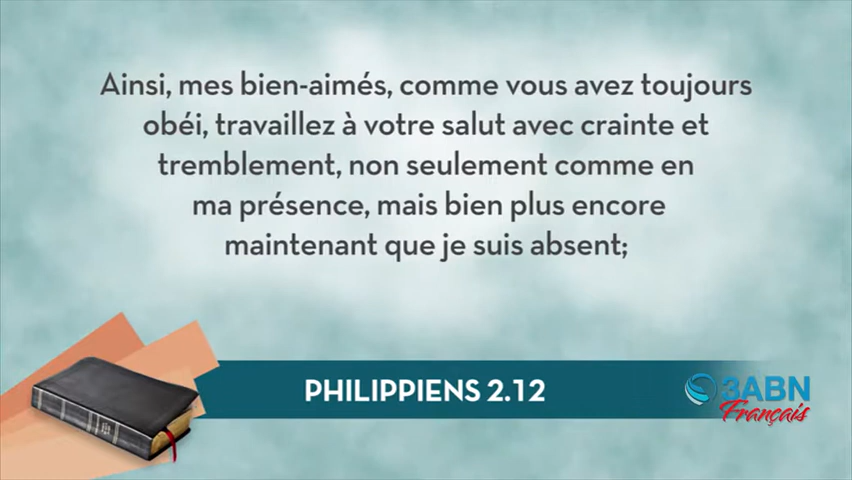 Ainsi, mes bien-aimés, comme vous avez toujours
obéi, travaillez à votre salut avec crainte et
tremblement, non seulement comme en
ma présence, mais bien plus encore
maintenant que je suis absent;
PHILIPPIENS 2.12
3ABN
Français